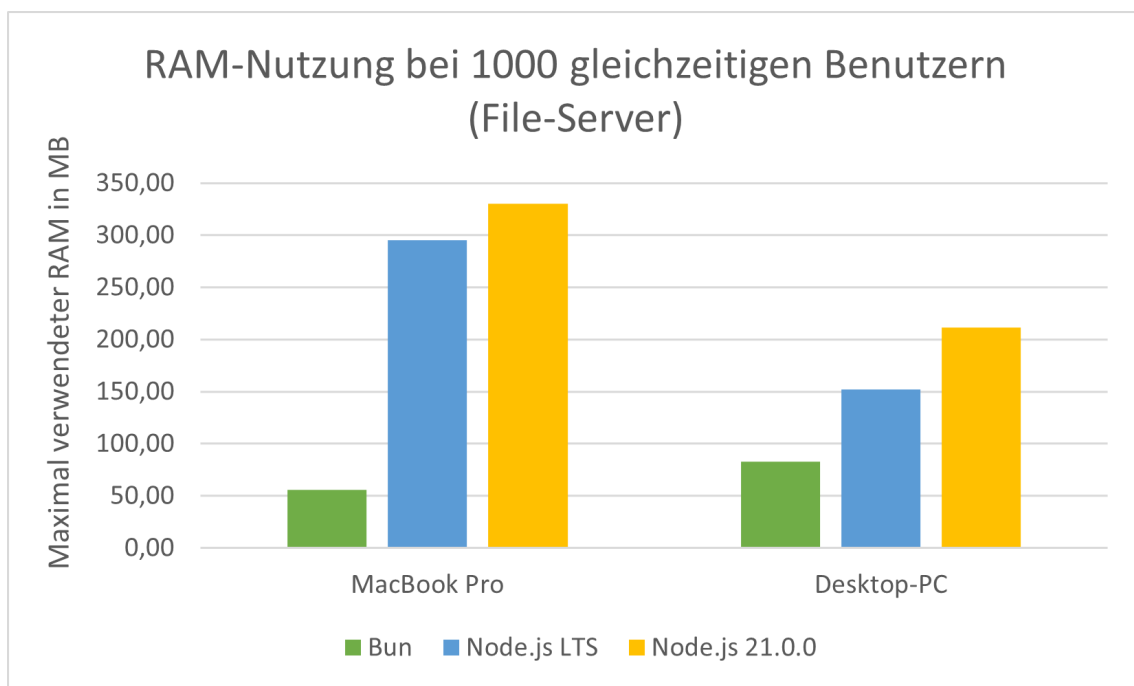 RAM-Nutzung bei 1000 gleichzeitigen Benutzern
(File-Server)
Maximal verwendeter RAM in MB
350,00
300,00
250,00
200,00
150,00
100,00
50,00
0,00
MacBook Pro
Desktop-PC
Bun
Node.js LTS
Node.js 21.0.0